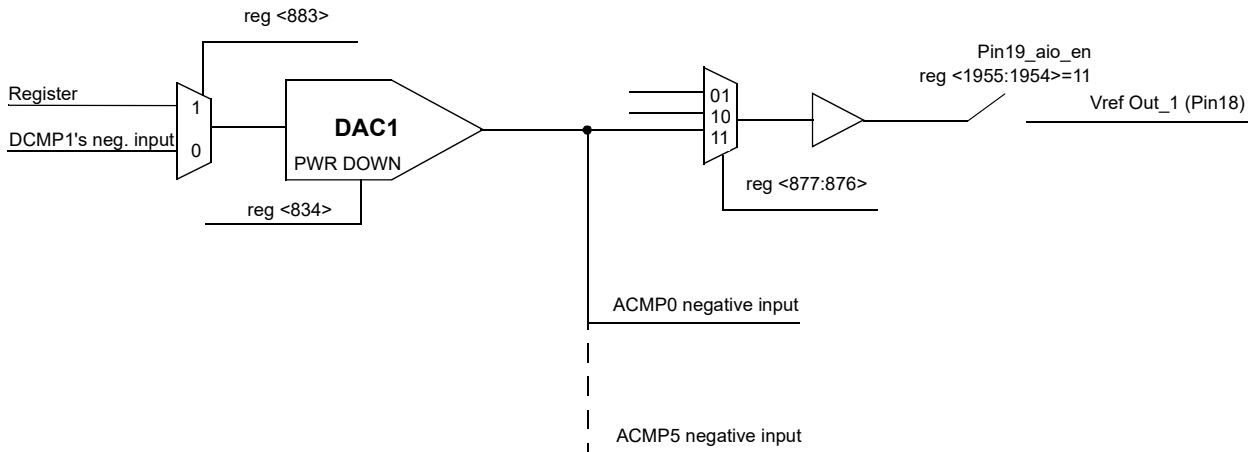 reg <883>
Register
1
DCMP1's neg. input
0
DAC1
PWR DOWN
reg <834>
01
10
11
reg <877:876>
Pin19_aio_en
reg <1955:1954>=11
Vref Out_1 (Pin18)
ACMP0 negative input
ACMP5 negative input